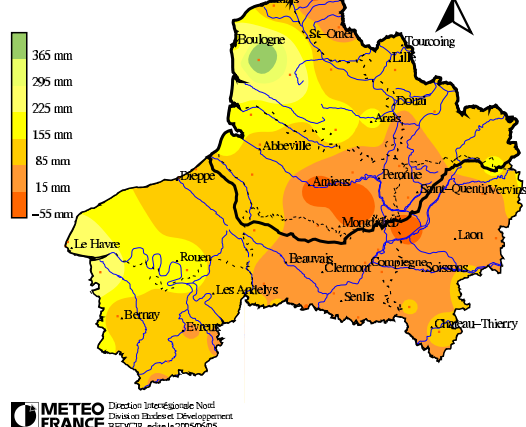 Boulogne
St-Omer
Tourcoing
Lille
Douai
Arras
Abbeville
Dieppe
Amiens
Peronne
Saint-Quentin
Vervins
Montdidier
Le Havre
Rouen
Beauvais
Clermont
Compiegne
Soissons
Laon
Les Andelys
Senlis
Bernay
Evreux
Chateau-Thierry
365 mm
295 mm
225 mm
155 mm
85 mm
15 mm
-55 mm
METEO
FRANCE
Direction Interrégionale Nord
Division Etudes et Développement